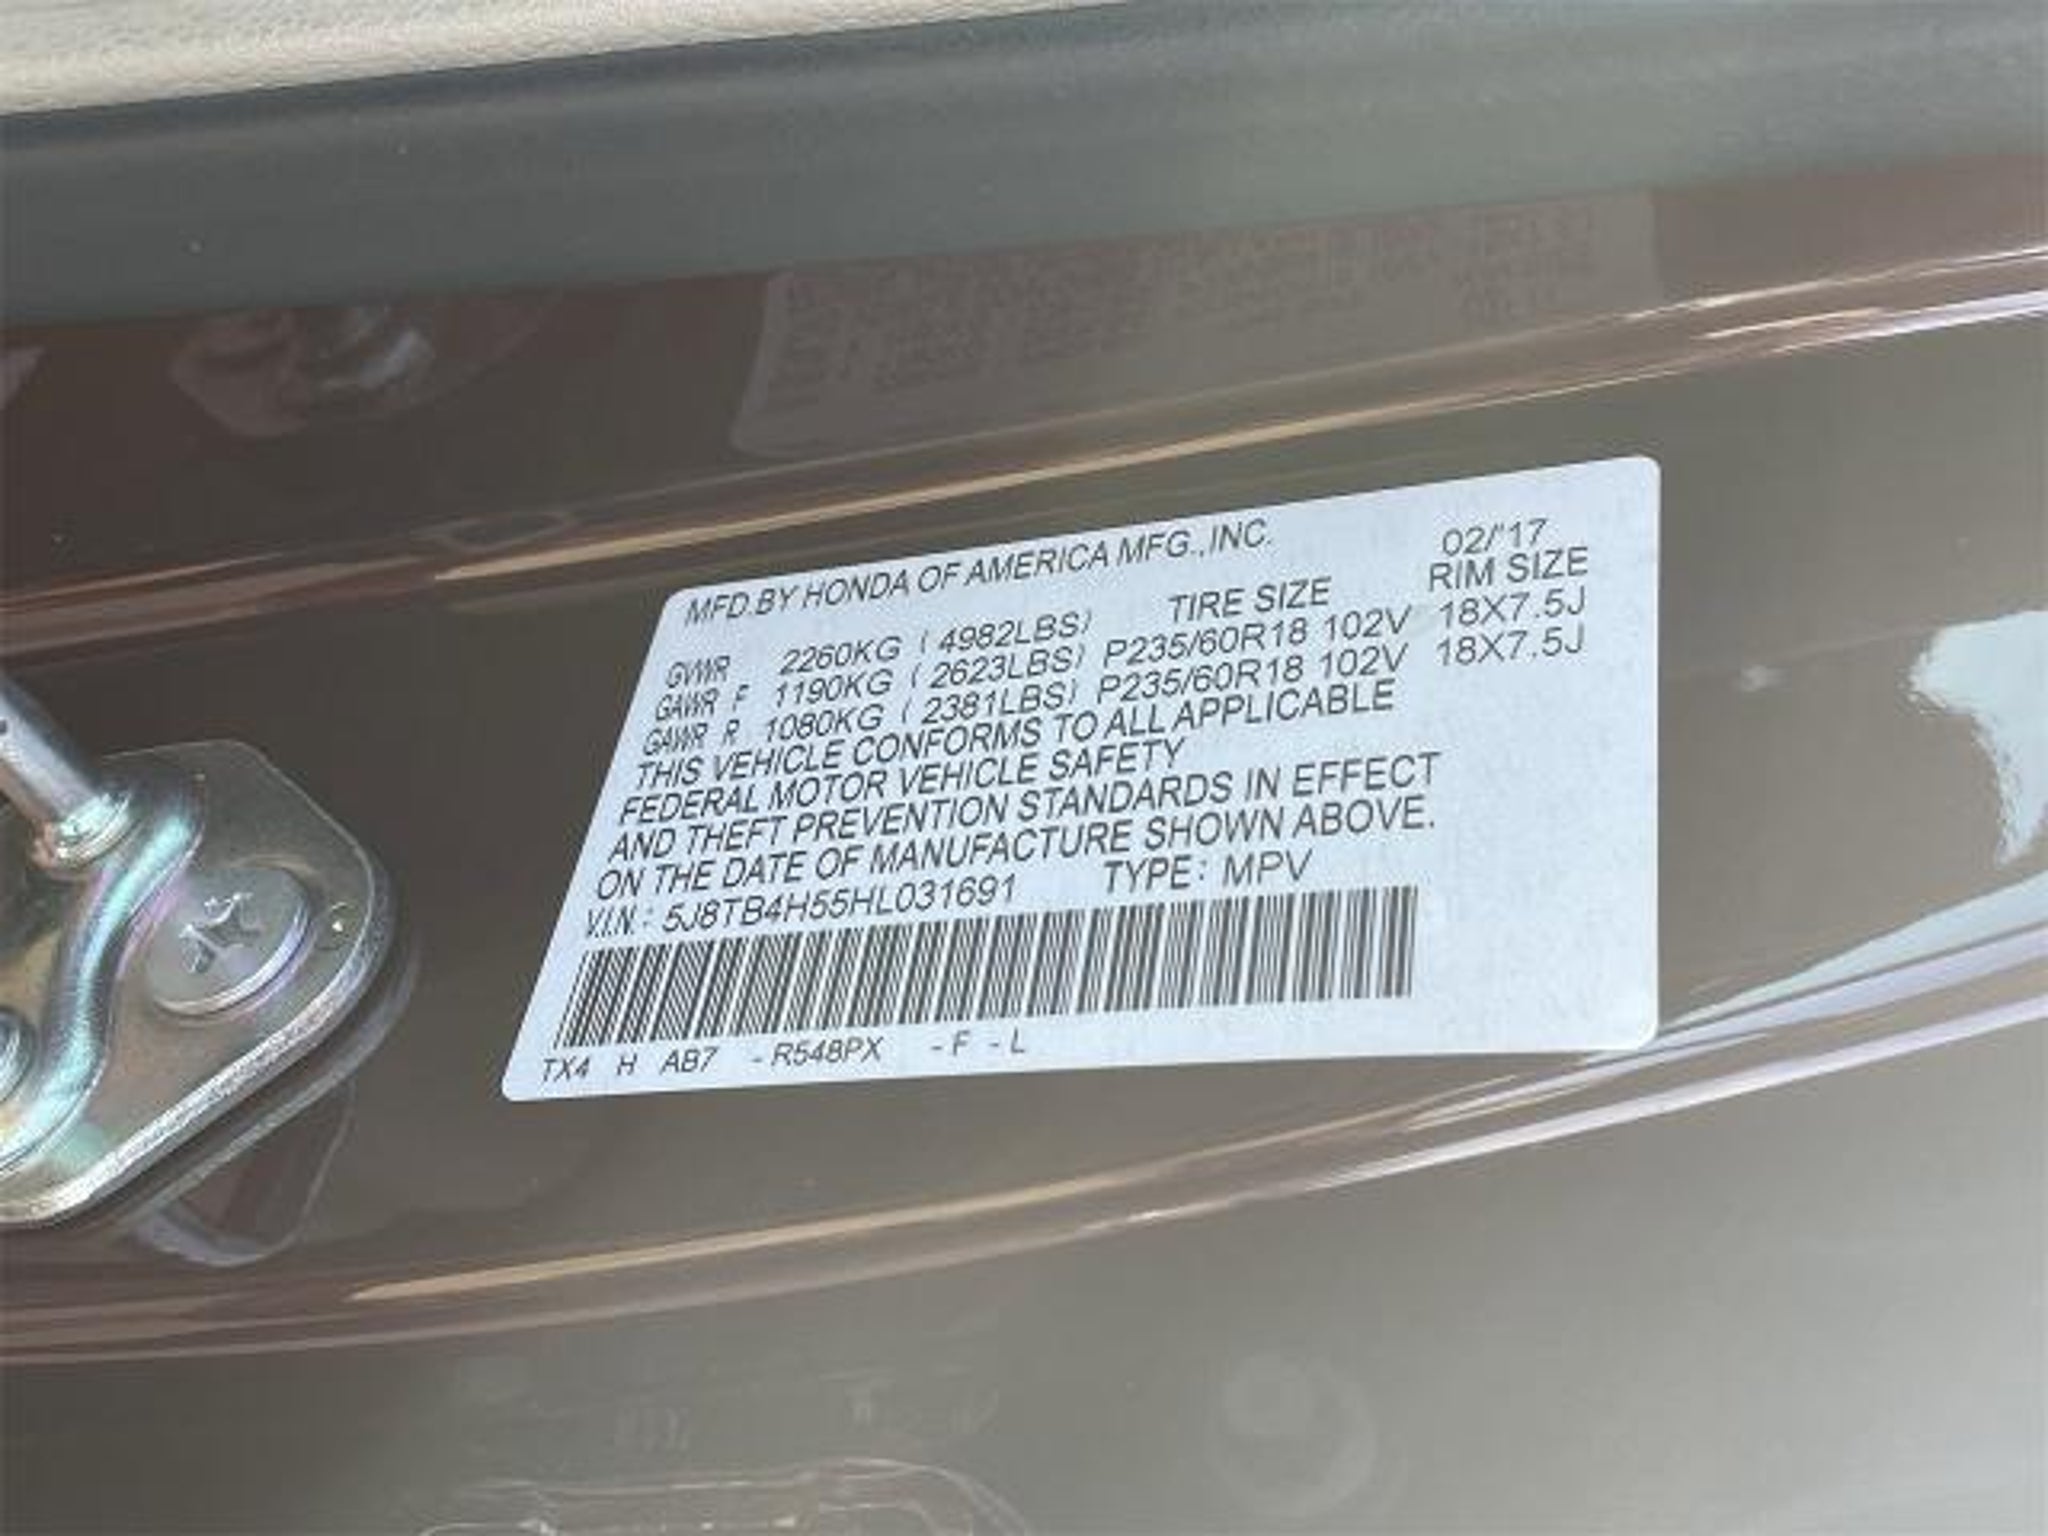 MFD.BY HONDA OF AMERICA MFG.,INC. 02/'17
TIRE SIZE RIM SIZE
GVWR 2260KG (4982LBS)
GAWR F 1190KG (2623LBS) P235/60R18 102V 18X7.5J
GAWR R 1080KG (2381LBS) P235/60R18 102V 18X7.5J
THIS VEHICLE CONFORMS TO ALL APPLICABLE
FEDERAL MOTOR VEHICLE SAFETY
AND THEFT PREVENTION STANDARDS IN EFFECT
ON THE DATE OF MANUFACTURE SHOWN ABOVE.
V.I.N.: 5J8TB4H55HL031691 TYPE: MPV
TX4 H AB7 -R548PX -F -L